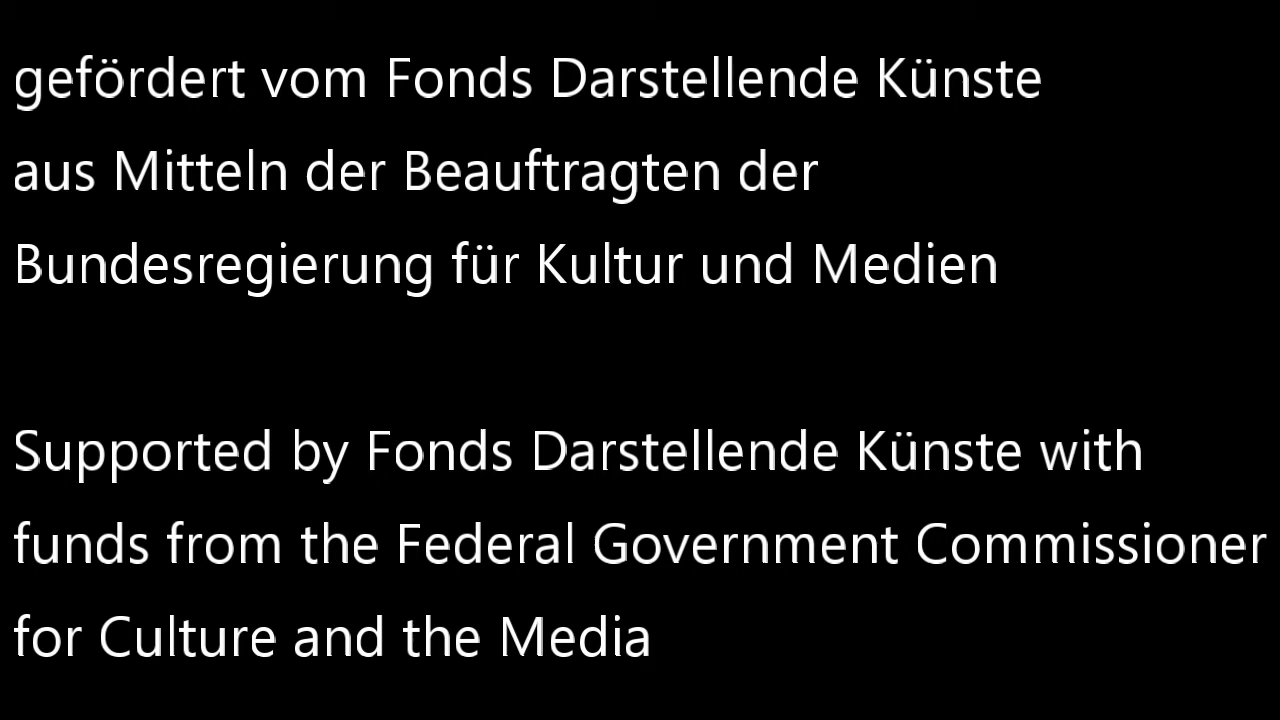 gefördert vom Fonds Darstellende Künste
aus Mitteln der Beauftragten der
Bundesregierung für Kultur und Medien
Supported by Fonds Darstellende Künste with
funds from the Federal Government Commissioner
for Culture and the Media